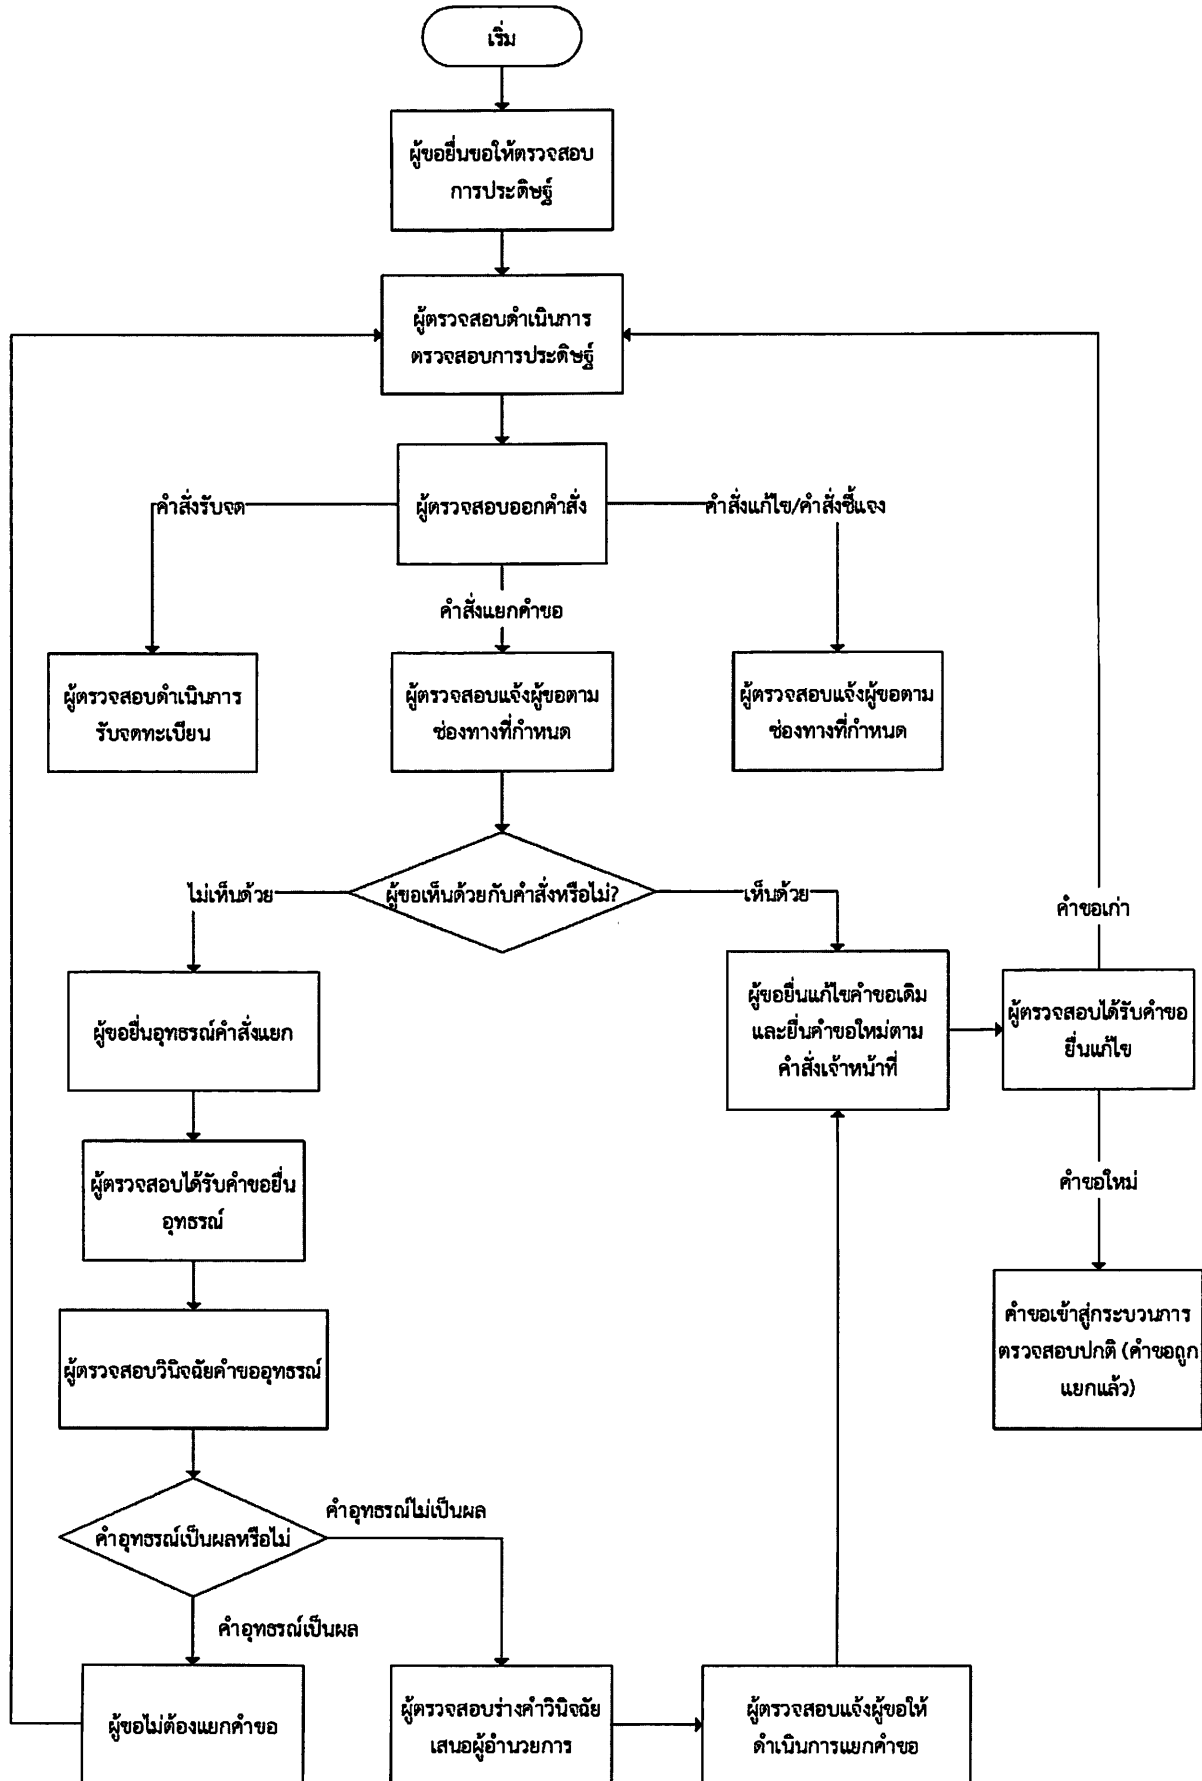 เริ่ม
ผู้ขอยื่นขอให้ตรวจสอบ
การประดิษฐ์
ผู้ตรวจสอบดำเนินการ
ตรวจสอบการประดิษฐ์
คำสั่งรับจด
ผู้ตรวจสอบออกคำสั่ง
คำสั่งแก้ไข/คำสั่งชี้แจง
คำสั่งแยกคำขอ
ผู้ตรวจสอบดำเนินการ
รับจดทะเบียน
ผู้ตรวจสอบแจ้งผู้ขอตาม
ช่องทางที่กำหนด
ผู้ตรวจสอบแจ้งผู้ขอตาม
ช่องทางที่กำหนด
ไม่เห็นด้วย
ผู้ขอเห็นด้วยกับคำสั่งหรือไม่?
เห็นด้วย
คำขอเก่า
ผู้ขอยื่นอุทธรณ์คำสั่งแยก
ผู้ขอยื่นแก้ไขคำขอเดิม
และยื่นคำขอใหม่ตาม
คำสั่งเจ้าหน้าที่
ผู้ตรวจสอบได้รับคำขอ
ยื่นแก้ไข
ผู้ตรวจสอบได้รับคำขอยื่น
อุทธรณ์
คำขอใหม่
ผู้ตรวจสอบวินิจฉัยคำขออุทธรณ์
คำขอเข้าสู่กระบวนการ
ตรวจสอบปกติ (คำขอถูก
แยกแล้ว)
คำอุทธรณ์เป็นผลหรือไม่
คำอุทธรณ์ไม่เป็นผล
คำอุทธรณ์เป็นผล
ผู้ขอไม่ต้องแยกคำขอ
ผู้ตรวจสอบร่างคำวินิจฉัย
เสนอผู้อำนวยการ
ผู้ตรวจสอบแจ้งผู้ขอให้
ดำเนินการแยกคำขอ